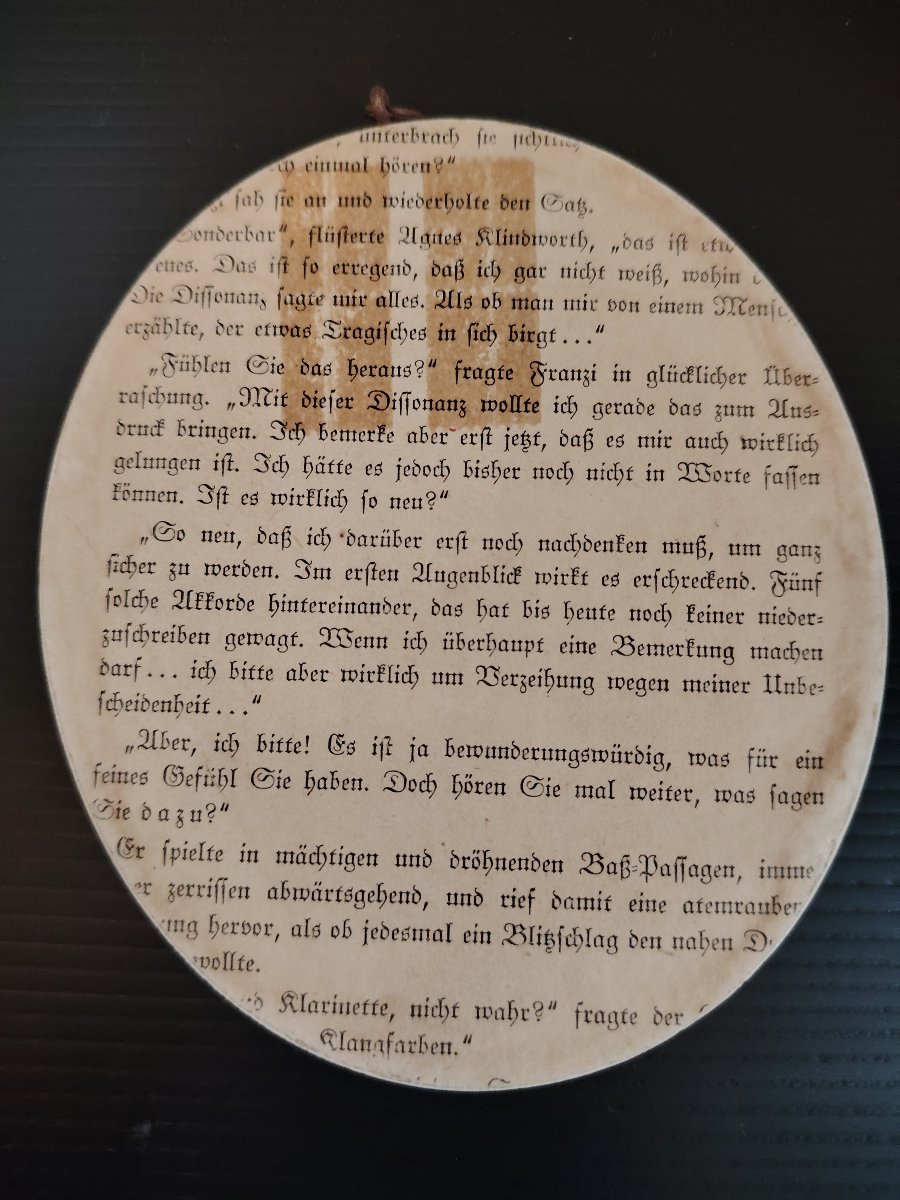 unterbrach sie
einmal hören?“
sah sie an und wiederholte den Satz.
flüsterte Agnes Klindworth, „das ist
Das ist so erregend, daß ich gar nicht weiß, wohin
Die Dissonanz sagte mir alles. Als ob man mir von einem
erzählte, der etwas Tragisches in sich birgt...“
„Fühlen Sie das heraus?“ fragte Franzi in glücklicher Über-
raschung. „Mit dieser Dissonanz wollte ich gerade das zum Aus-
druck bringen. Ich bemerke aber erst jetzt, daß es mir auch wirklich
gelungen ist. Ich hätte es jedoch bisher noch nicht in Worte fassen
können. Ist es wirklich so neu?“
„So neu, daß ich darüber erst noch nachdenken muß, um ganz
sicher zu werden. Im ersten Augenblick wirkt es erschreckend. Fünf
solche Akkorde hintereinander, das hat bis heute noch keiner nieder-
zuschreiben gewagt. Wenn ich überhaupt eine Bemerkung machen
darf... ich bitte aber wirklich um Verzeihung wegen meiner Unbe-
scheidenheit...“
„Aber, ich bitte! Es ist ja bewunderungswürdig, was für ein
feines Gefühl Sie haben. Doch hören Sie mal weiter, was sagen
Sie dazu?“
Er spielte in mächtigen und dröhnenden Baß-Passagen,
zerrissen abwärtsgehend, und rief damit eine
hervor, als ob jedesmal ein Blitzschlag den nahen
wollte.
Klarinette, nicht wahr?“ fragte der
Klangfarben.“